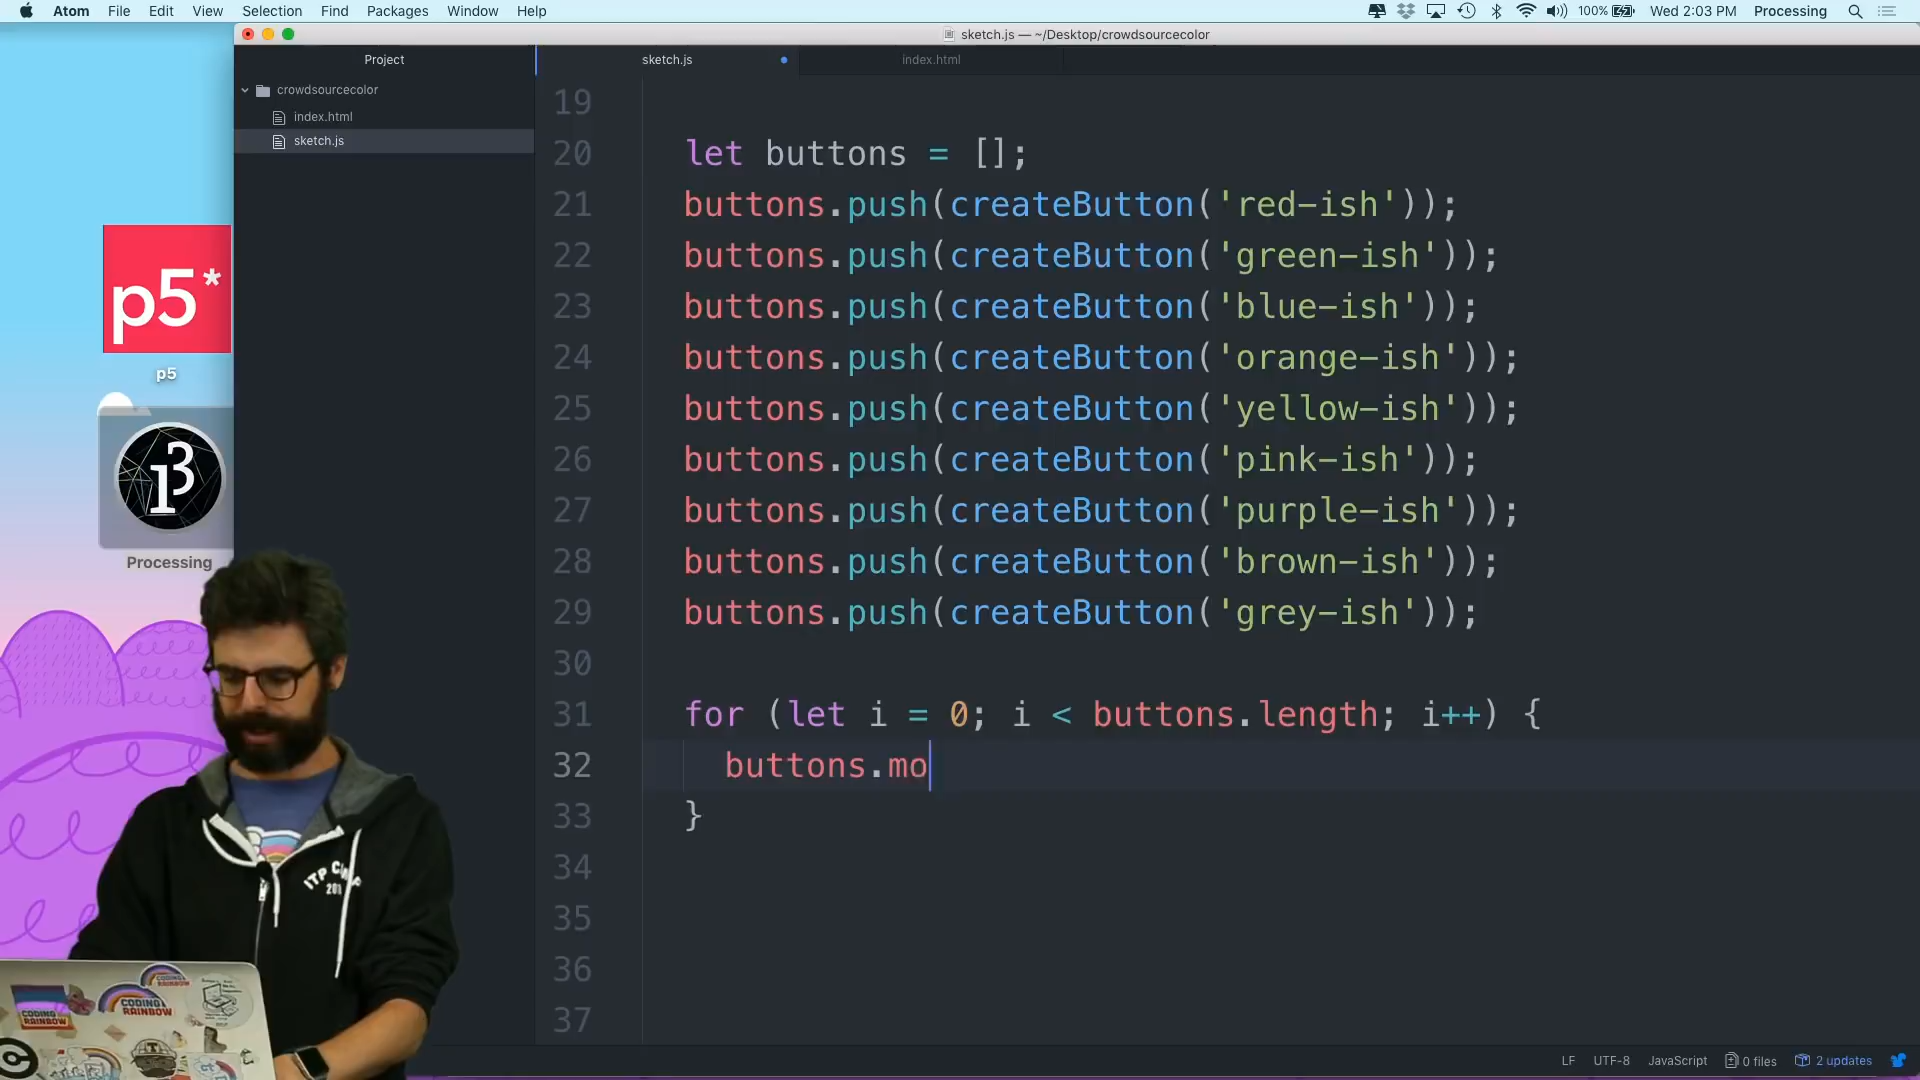 Atom File Edit View Selection Find Packages Window Help 100% Wed 2:03 PM Processing
sketch.js — ~/Desktop/crowdsourcecolor
Project sketch.js index.html
crowdsourcecolor
index.html
sketch.js
p5*
p5
Processing
19
20 let buttons = [];
21 buttons.push(createButton('red-ish'));
22 buttons.push(createButton('green-ish'));
23 buttons.push(createButton('blue-ish'));
24 buttons.push(createButton('orange-ish'));
25 buttons.push(createButton('yellow-ish'));
26 buttons.push(createButton('pink-ish'));
27 buttons.push(createButton('purple-ish'));
28 buttons.push(createButton('brown-ish'));
29 buttons.push(createButton('grey-ish'));
30
31 for (let i = 0; i < buttons.length; i++) {
32 buttons.mo
33 }
34
35
36
37
ITP
201
CODING RAINBOW
CODING RAINBOW
CODING RAINBOW
LF UTF-8 JavaScript 0 files 2 updates